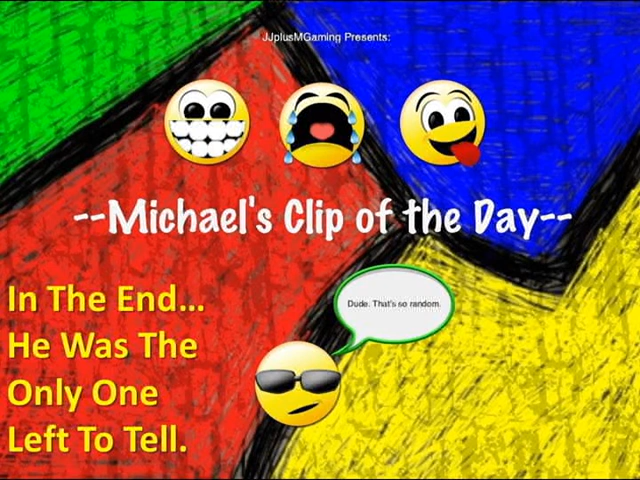 JJplusMGaming Presents:
--Michael's Clip of the Day--
Dude. That's so random.
In The End...
He Was The
Only One
Left To Tell.